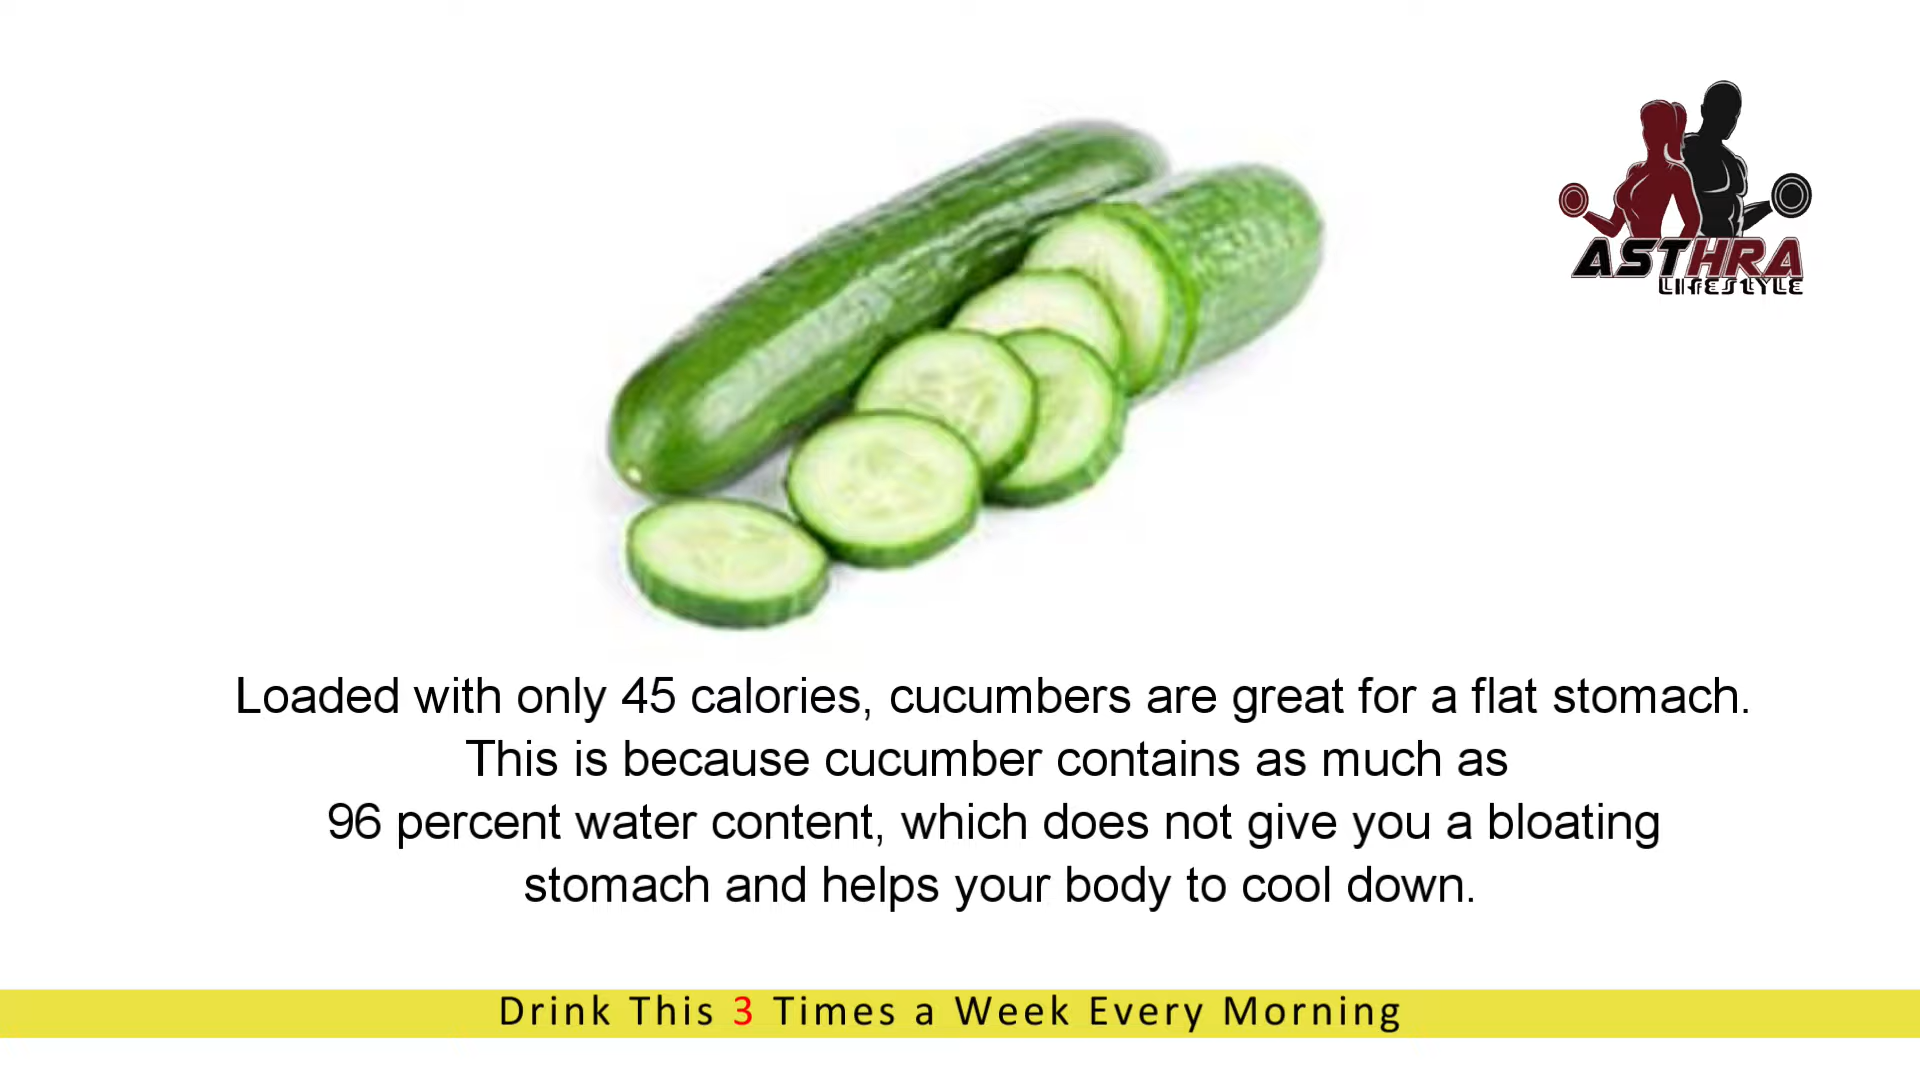 ASTHRA
LIFESTYLE
Loaded with only 45 calories, cucumbers are great for a flat stomach.
This is because cucumber contains as much as
96 percent water content, which does not give you a bloating
stomach and helps your body to cool down.
Drink This 3 Times a Week Every Morning